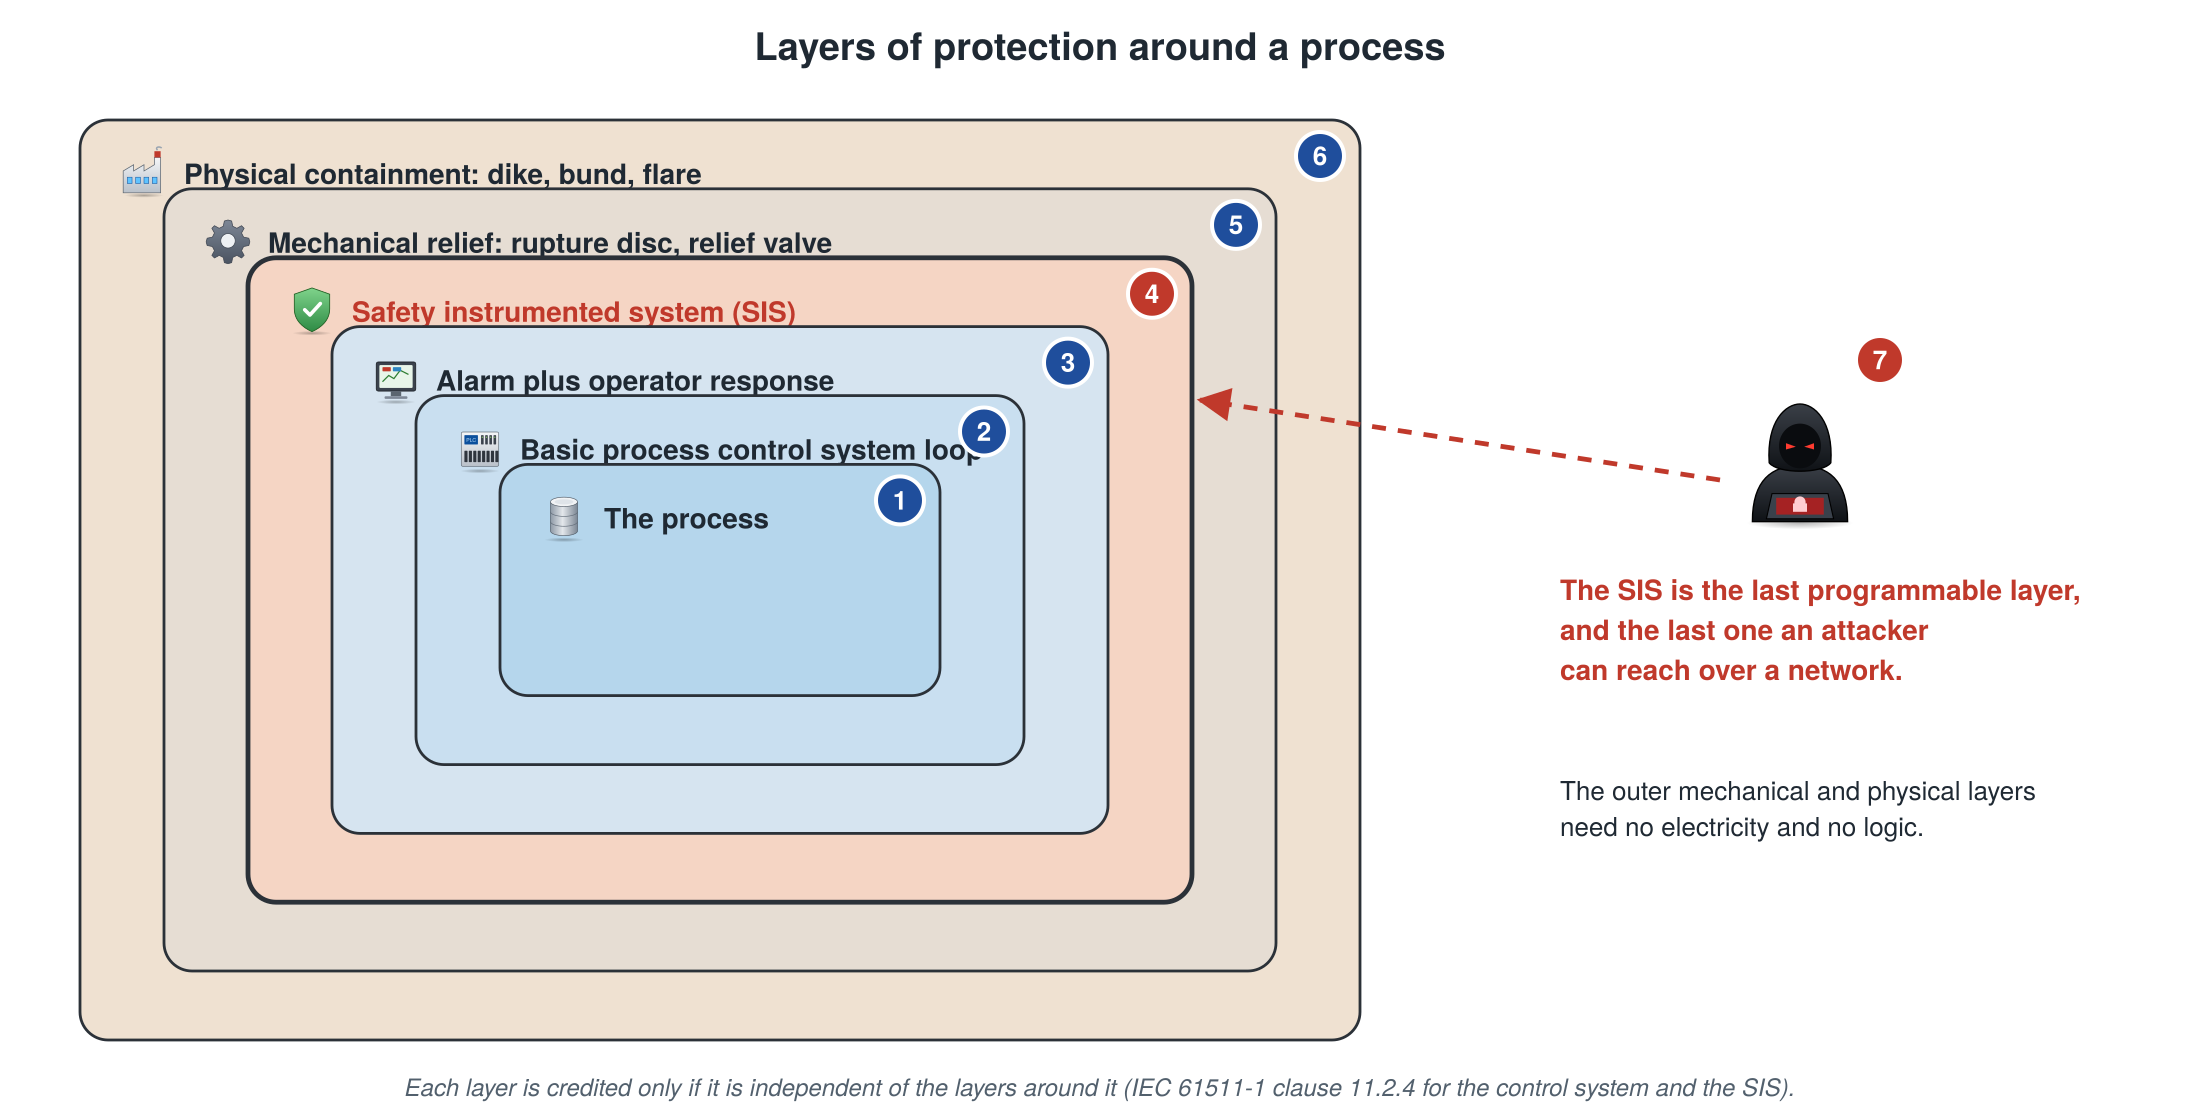 Layers of protection around a process
6
Physical containment: dike, bund, flare
5
Mechanical relief: rupture disc, relief valve
4
Safety instrumented system (SIS)
3
Alarm plus operator response
2
Basic process control system loop
PLC
1
The process
7
The SIS is the last programmable layer,
and the last one an attacker
can reach over a network.
The outer mechanical and physical layers
need no electricity and no logic.
Each layer is credited only if it is independent of the layers around it (IEC 61511-1 clause 11.2.4 for the control system and the SIS).